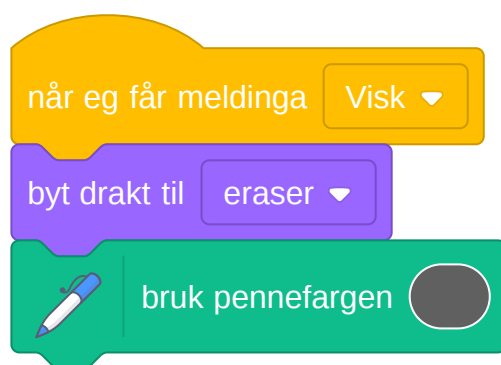 når eg får meldinga Visk
byt drakt til eraser
bruk pennefargen